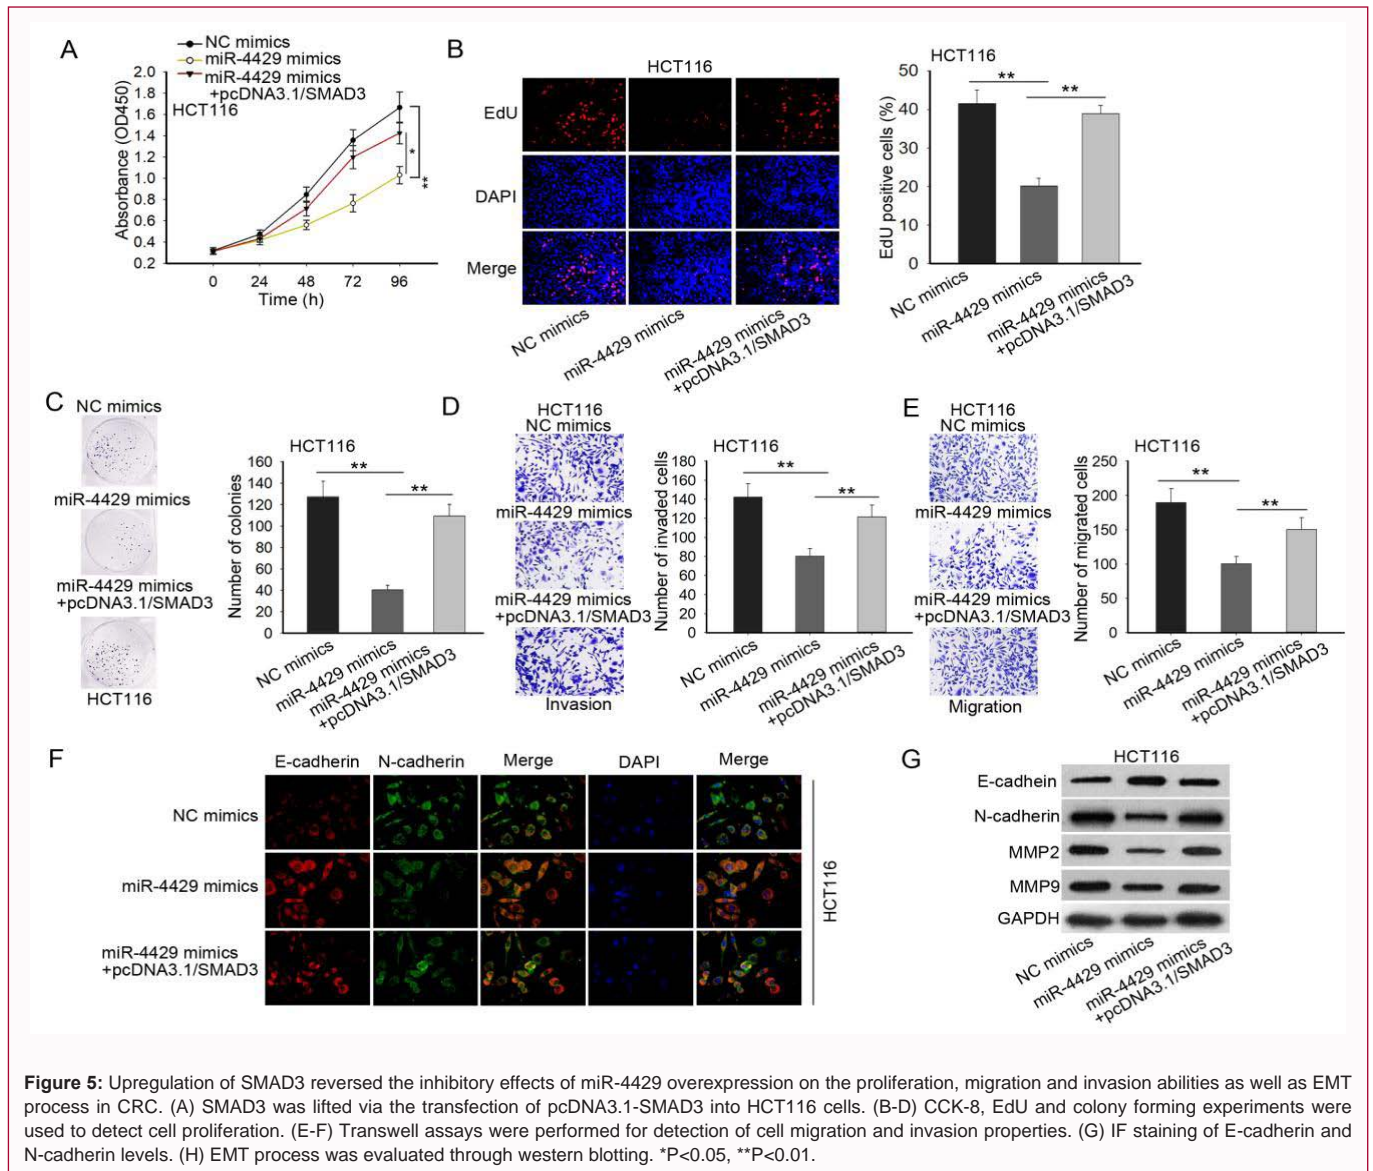 A
NC mimics
miR-4429 mimics
miR-4429 mimics
+pcDNA3.1/SMAD3
HCT116
Absorbance (OD450)
2.0
1.8
1.6
1.4
1.2
1.0
0.8
0.6
0.4
0.2
*
**
0 24 48 72 96
Time (h)
B
HCT116
EdU
DAPI
Merge
NC mimics
miR-4429 mimics
miR-4429 mimics
+pcDNA3.1/SMAD3
HCT116
EdU positive cells (%)
50
40
30
20
10
0
**
**
NC mimics
miR-4429 mimics
miR-4429 mimics
+pcDNA3.1/SMAD3
C
NC mimics
miR-4429 mimics
miR-4429 mimics
+pcDNA3.1/SMAD3
HCT116
HCT116
Number of colonies
160
140
120
100
80
60
40
20
0
**
**
NC mimics
miR-4429 mimics
miR-4429 mimics
+pcDNA3.1/SMAD3
D
HCT116
NC mimics
miR-4429 mimics
miR-4429 mimics
+pcDNA3.1/SMAD3
Invasion
HCT116
Number of invaded cells
180
160
140
120
100
80
60
40
20
0
**
**
NC mimics
miR-4429 mimics
miR-4429 mimics
+pcDNA3.1/SMAD3
E
HCT116
NC mimics
miR-4429 mimics
miR-4429 mimics
+pcDNA3.1/SMAD3
Migration
HCT116
Number of migrated cells
250
200
150
100
50
0
**
**
NC mimics
miR-4429 mimics
miR-4429 mimics
+pcDNA3.1/SMAD3
F
E-cadherin N-cadherin Merge DAPI Merge
NC mimics
miR-4429 mimics
miR-4429 mimics
+pcDNA3.1/SMAD3
HCT116
G
HCT116
E-cadhein
N-cadherin
MMP2
MMP9
GAPDH
NC mimics
miR-4429 mimics
miR-4429 mimics
+pcDNA3.1/SMAD3
Figure 5: Upregulation of SMAD3 reversed the inhibitory effects of miR-4429 overexpression on the proliferation, migration and invasion abilities as well as EMT
process in CRC. (A) SMAD3 was lifted via the transfection of pcDNA3.1-SMAD3 into HCT116 cells. (B-D) CCK-8, EdU and colony forming experiments were
used to detect cell proliferation. (E-F) Transwell assays were performed for detection of cell migration and invasion properties. (G) IF staining of E-cadherin and
N-cadherin levels. (H) EMT process was evaluated through western blotting. *P<0.05, **P<0.01.